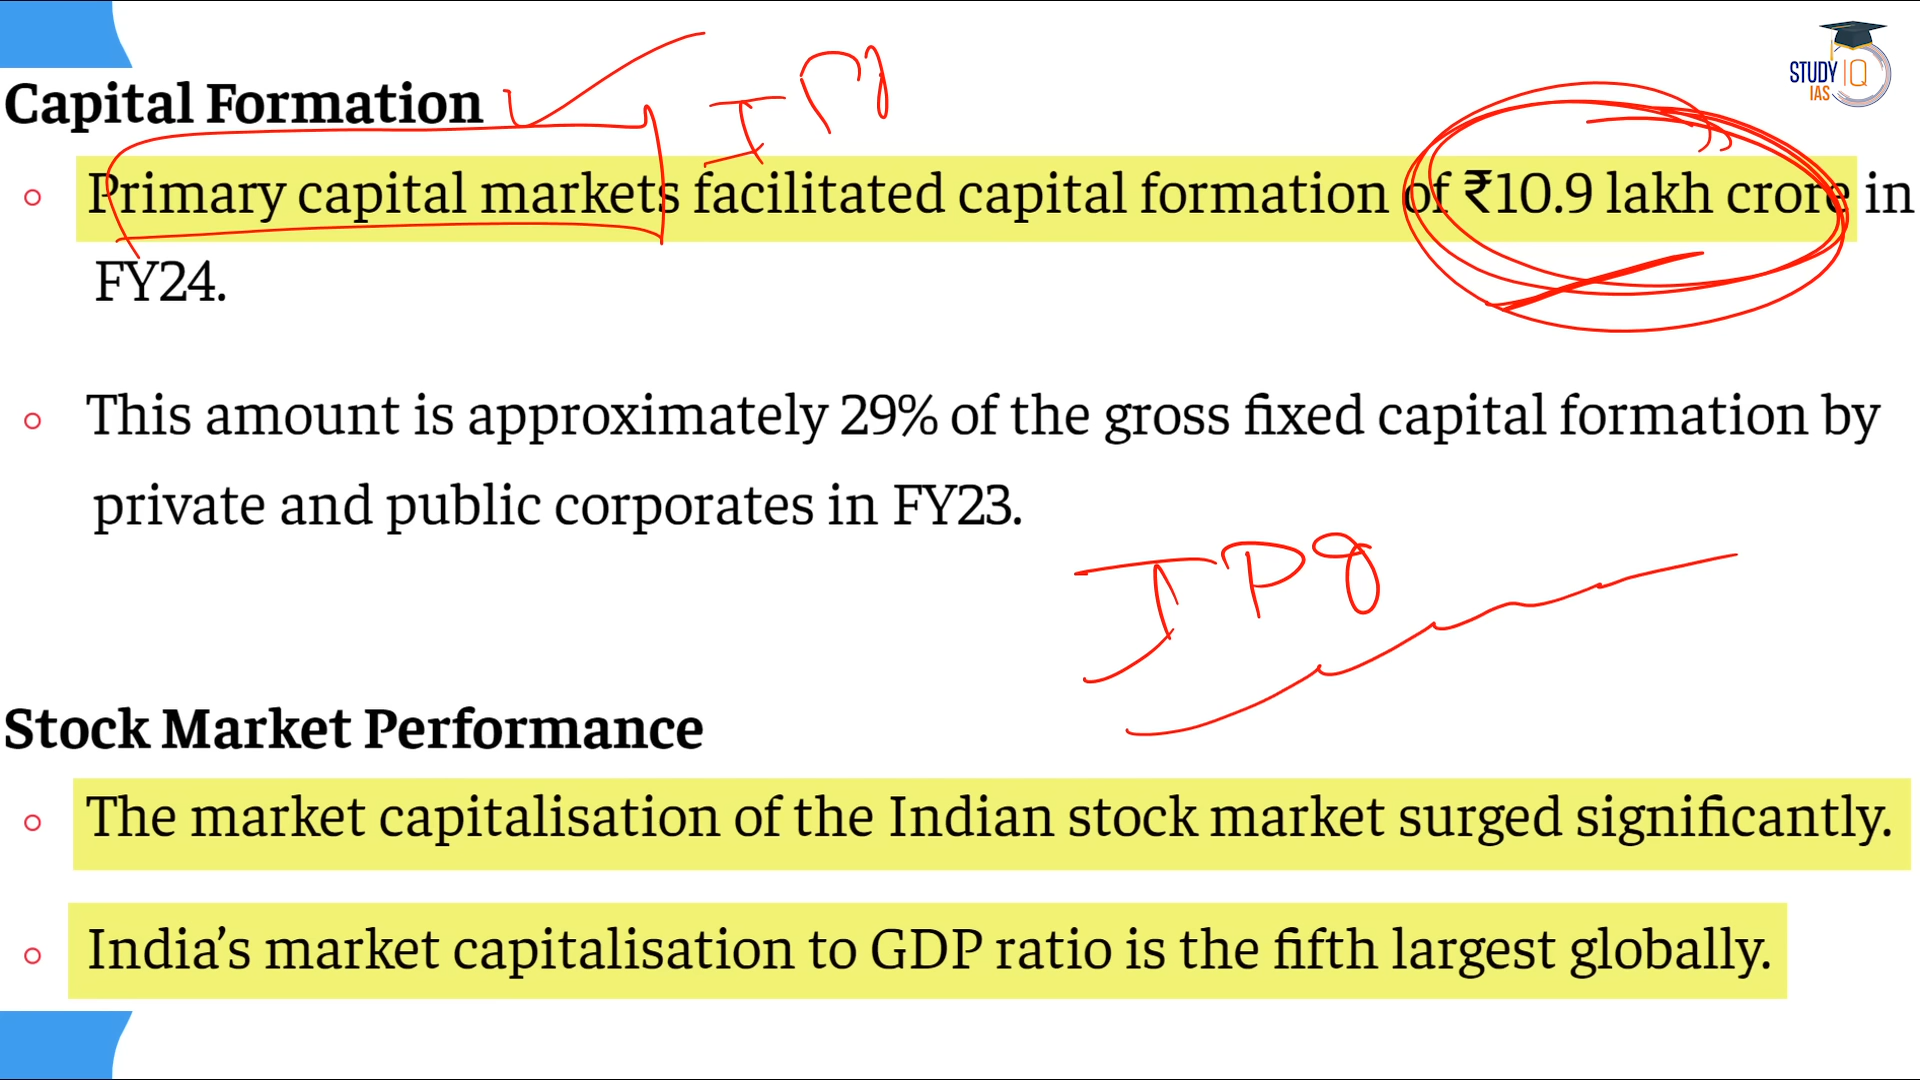 STUDY IQ
IAS
Capital Formation
Primary capital markets facilitated capital formation of ₹10.9 lakh crore in
FY24.
This amount is approximately 29% of the gross fixed capital formation by
private and public corporates in FY23.
IPO
Stock Market Performance
The market capitalisation of the Indian stock market surged significantly.
India’s market capitalisation to GDP ratio is the fifth largest globally.